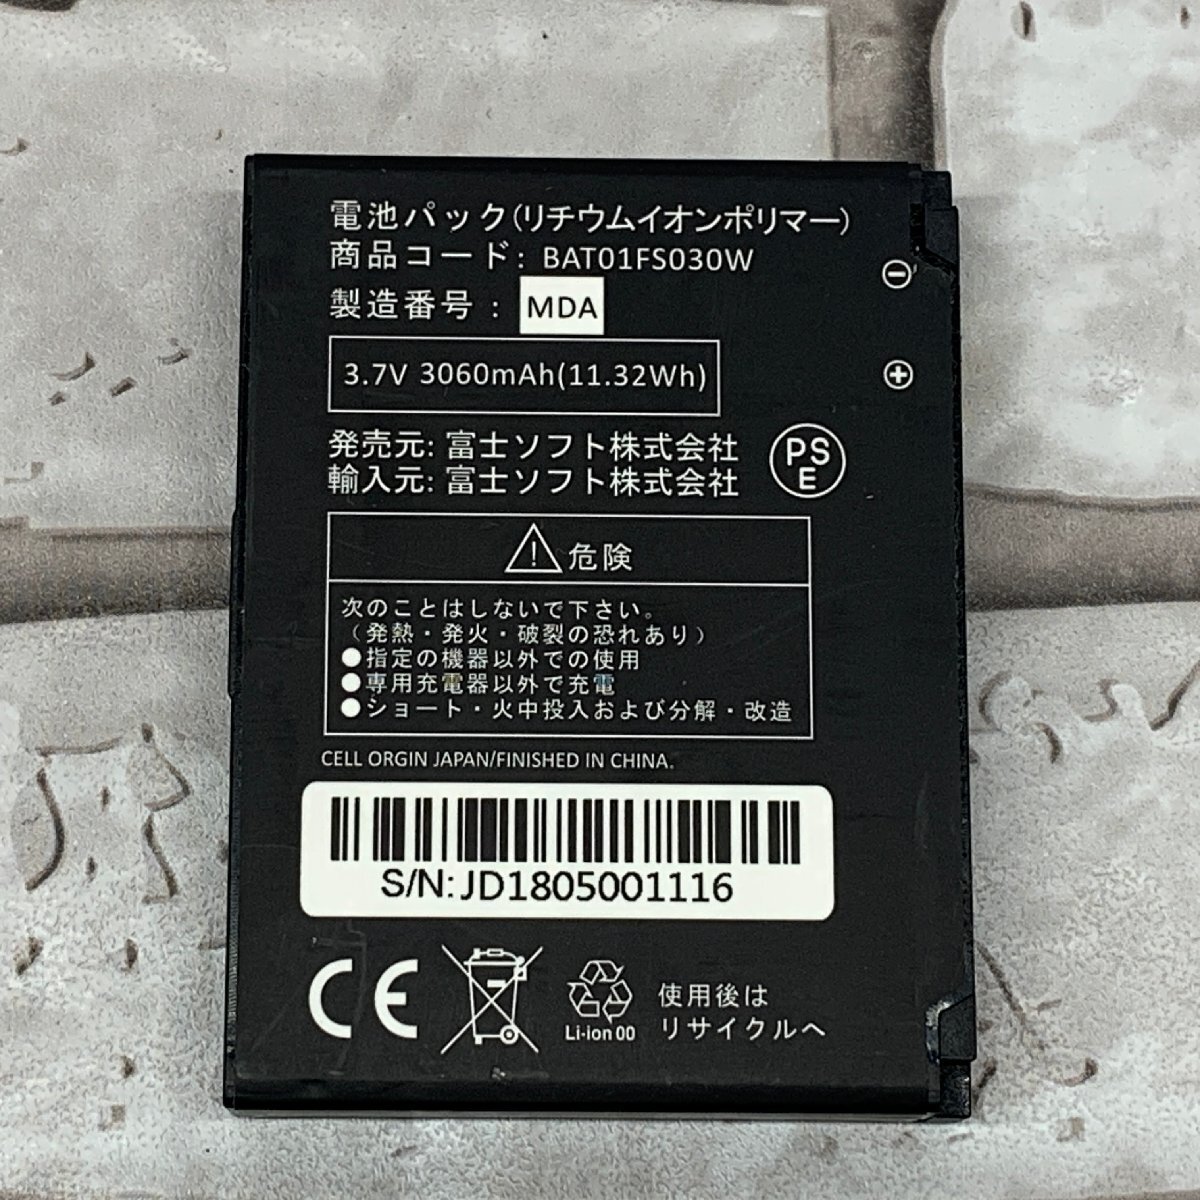 電池パック(リチウムイオンポリマー)
商品コード: BAT01FS030W
製造番号 : MDA
3.7V 3060mAh(11.32Wh)
発売元: 富士ソフト株式会社
輸入元: 富士ソフト株式会社
PS
E
危険
次のことはしないで下さい。
(発熱・発火・破裂の恐れあり)
●指定の機器以外での使用
●専用充電器以外で充電
●ショート・火中投入および分解・改造
CELL ORGIN JAPAN/FINISHED IN CHINA.
S/N: JD1805001116
CE
Li-ion 00
使用後は
リサイクルへ